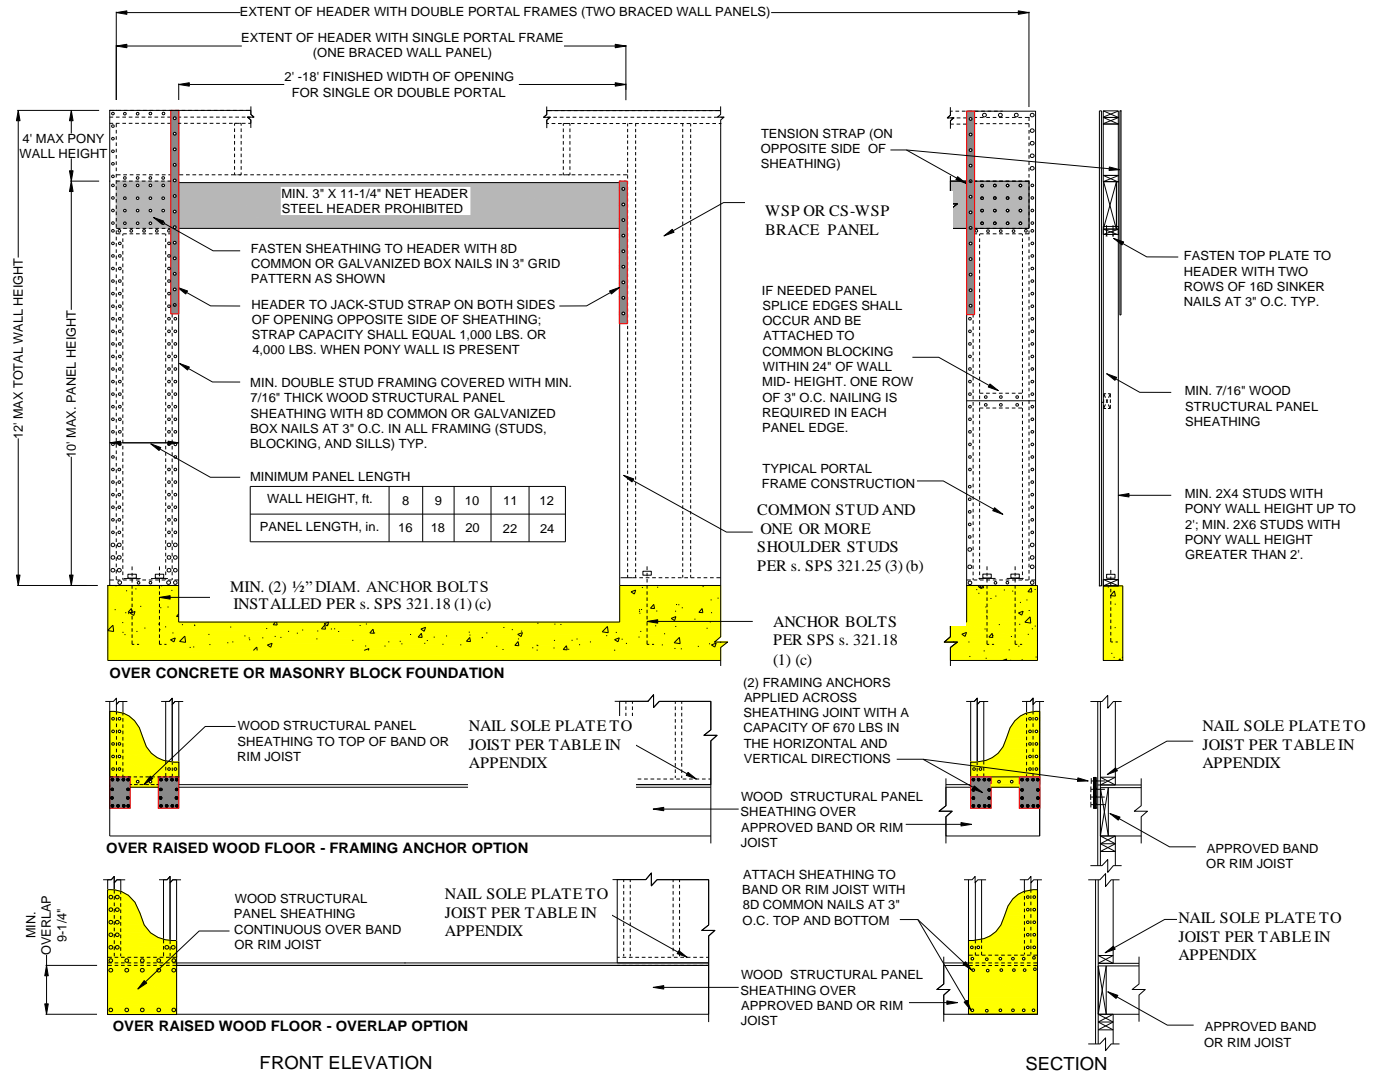 EXTENT OF HEADER WITH DOUBLE PORTAL FRAMES (TWO BRACED WALL PANELS)
EXTENT OF HEADER WITH SINGLE PORTAL FRAME
(ONE BRACED WALL PANEL)
2' -18' FINISHED WIDTH OF OPENING
FOR SINGLE OR DOUBLE PORTAL
12' MAX TOTAL WALL HEIGHT
4' MAX PONY
WALL HEIGHT
10' MAX. PANEL HEIGHT
MIN. 3" X 11-1/4" NET HEADER
STEEL HEADER PROHIBITED
FASTEN SHEATHING TO HEADER WITH 8D
COMMON OR GALVANIZED BOX NAILS IN 3" GRID
PATTERN AS SHOWN
HEADER TO JACK-STUD STRAP ON BOTH SIDES
OF OPENING OPPOSITE SIDE OF SHEATHING;
STRAP CAPACITY SHALL EQUAL 1,000 LBS. OR
4,000 LBS. WHEN PONY WALL IS PRESENT
MIN. DOUBLE STUD FRAMING COVERED WITH MIN.
7/16" THICK WOOD STRUCTURAL PANEL
SHEATHING WITH 8D COMMON OR GALVANIZED
BOX NAILS AT 3" O.C. IN ALL FRAMING (STUDS,
BLOCKING, AND SILLS) TYP.
MINIMUM PANEL LENGTH
WALL HEIGHT, ft. 8 9 10 11 12
PANEL LENGTH, in. 16 18 20 22 24
MIN. (2) ½” DIAM. ANCHOR BOLTS
INSTALLED PER s. SPS 321.18 (1) (c)
OVER CONCRETE OR MASONRY BLOCK FOUNDATION
TENSION STRAP (ON
OPPOSITE SIDE OF
SHEATHING)
WSP OR CS-WSP
BRACE PANEL
IF NEEDED PANEL
SPLICE EDGES SHALL
OCCUR AND BE
ATTACHED TO
COMMON BLOCKING
WITHIN 24" OF WALL
MID- HEIGHT. ONE ROW
OF 3" O.C. NAILING IS
REQUIRED IN EACH
PANEL EDGE.
TYPICAL PORTAL
FRAME CONSTRUCTION
COMMON STUD AND
ONE OR MORE
SHOULDER STUDS
PER s. SPS 321.25 (3) (b)
ANCHOR BOLTS
PER SPS s. 321.18
(1) (c)
FASTEN TOP PLATE TO
HEADER WITH TWO
ROWS OF 16D SINKER
NAILS AT 3" O.C. TYP.
MIN. 7/16" WOOD
STRUCTURAL PANEL
SHEATHING
MIN. 2X4 STUDS WITH
PONY WALL HEIGHT UP TO
2'; MIN. 2X6 STUDS WITH
PONY WALL HEIGHT
GREATER THAN 2'.
WOOD STRUCTURAL PANEL
SHEATHING TO TOP OF BAND OR
RIM JOIST
NAIL SOLE PLATE TO
JOIST PER TABLE IN
APPENDIX
(2) FRAMING ANCHORS
APPLIED ACROSS
SHEATHING JOINT WITH A
CAPACITY OF 670 LBS IN
THE HORIZONTAL AND
VERTICAL DIRECTIONS
WOOD STRUCTURAL PANEL
SHEATHING OVER
APPROVED BAND OR RIM
JOIST
NAIL SOLE PLATE TO
JOIST PER TABLE IN
APPENDIX
APPROVED BAND
OR RIM JOIST
OVER RAISED WOOD FLOOR - FRAMING ANCHOR OPTION
MIN.
OVERLAP
9-1/4"
WOOD STRUCTURAL
PANEL SHEATHING
CONTINUOUS OVER BAND
OR RIM JOIST
NAIL SOLE PLATE TO
JOIST PER TABLE IN
APPENDIX
ATTACH SHEATHING TO
BAND OR RIM JOIST WITH
8D COMMON NAILS AT 3"
O.C. TOP AND BOTTOM
WOOD STRUCTURAL PANEL
SHEATHING OVER
APPROVED BAND OR RIM
JOIST
NAIL SOLE PLATE TO
JOIST PER TABLE IN
APPENDIX
APPROVED BAND
OR RIM JOIST
OVER RAISED WOOD FLOOR - OVERLAP OPTION
FRONT ELEVATION
SECTION